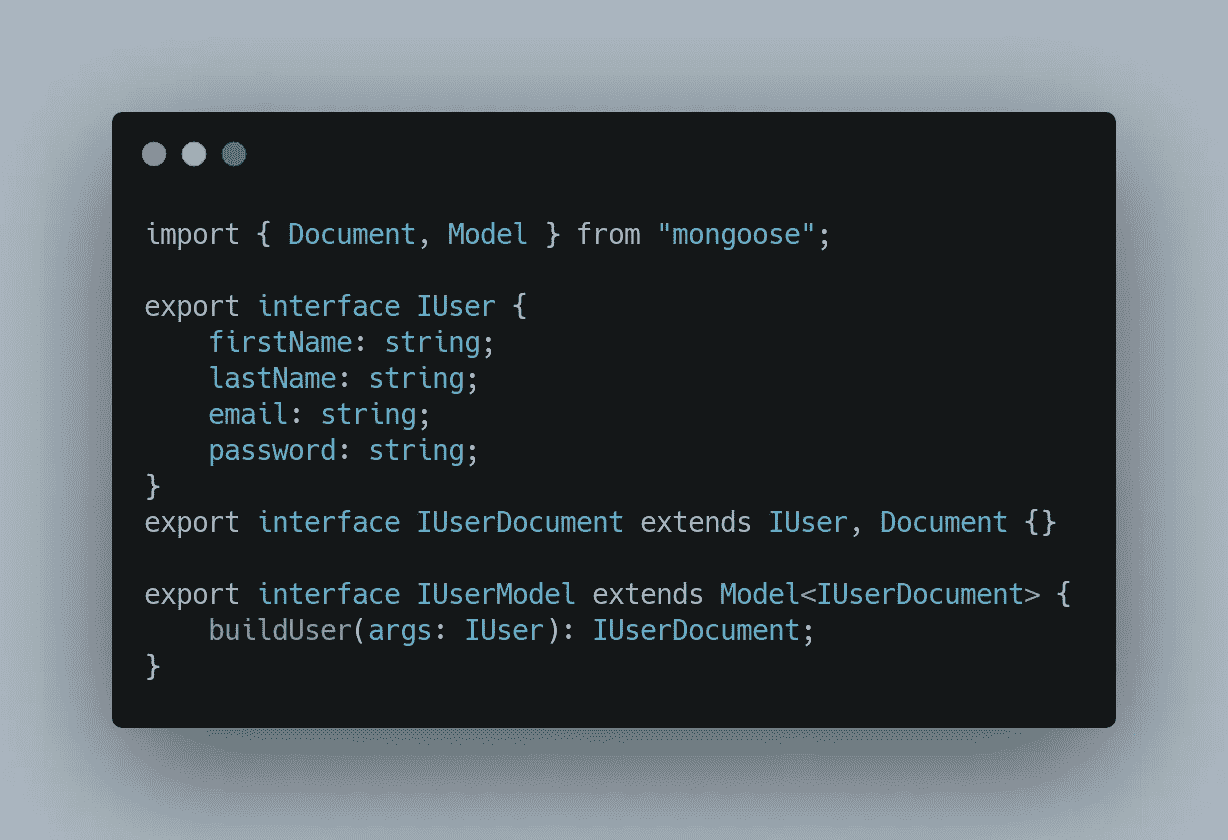 import { Document, Model } from "mongoose";
export interface IUser {
    firstName: string;
    lastName: string;
    email: string;
    password: string;
}
export interface IUserDocument extends IUser, Document {}
export interface IUserModel extends Model<IUserDocument> {
    buildUser(args: IUser): IUserDocument;
}